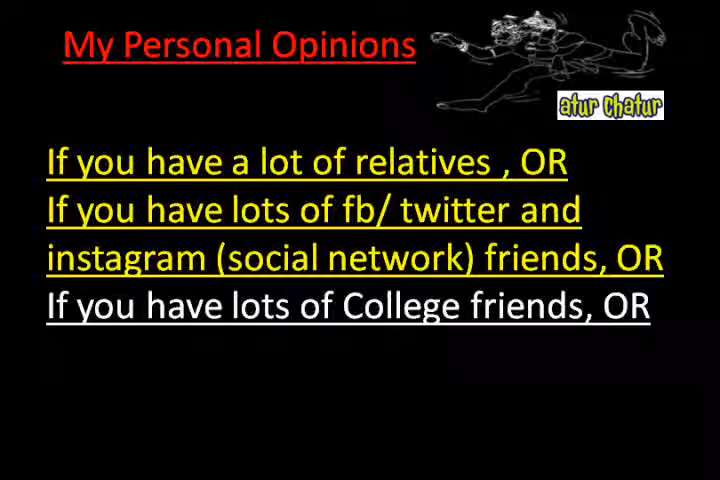 My Personal Opinions
atur chatur
If you have a lot of relatives , OR
If you have lots of fb/ twitter and
instagram (social network) friends, OR
If you have lots of College friends, OR